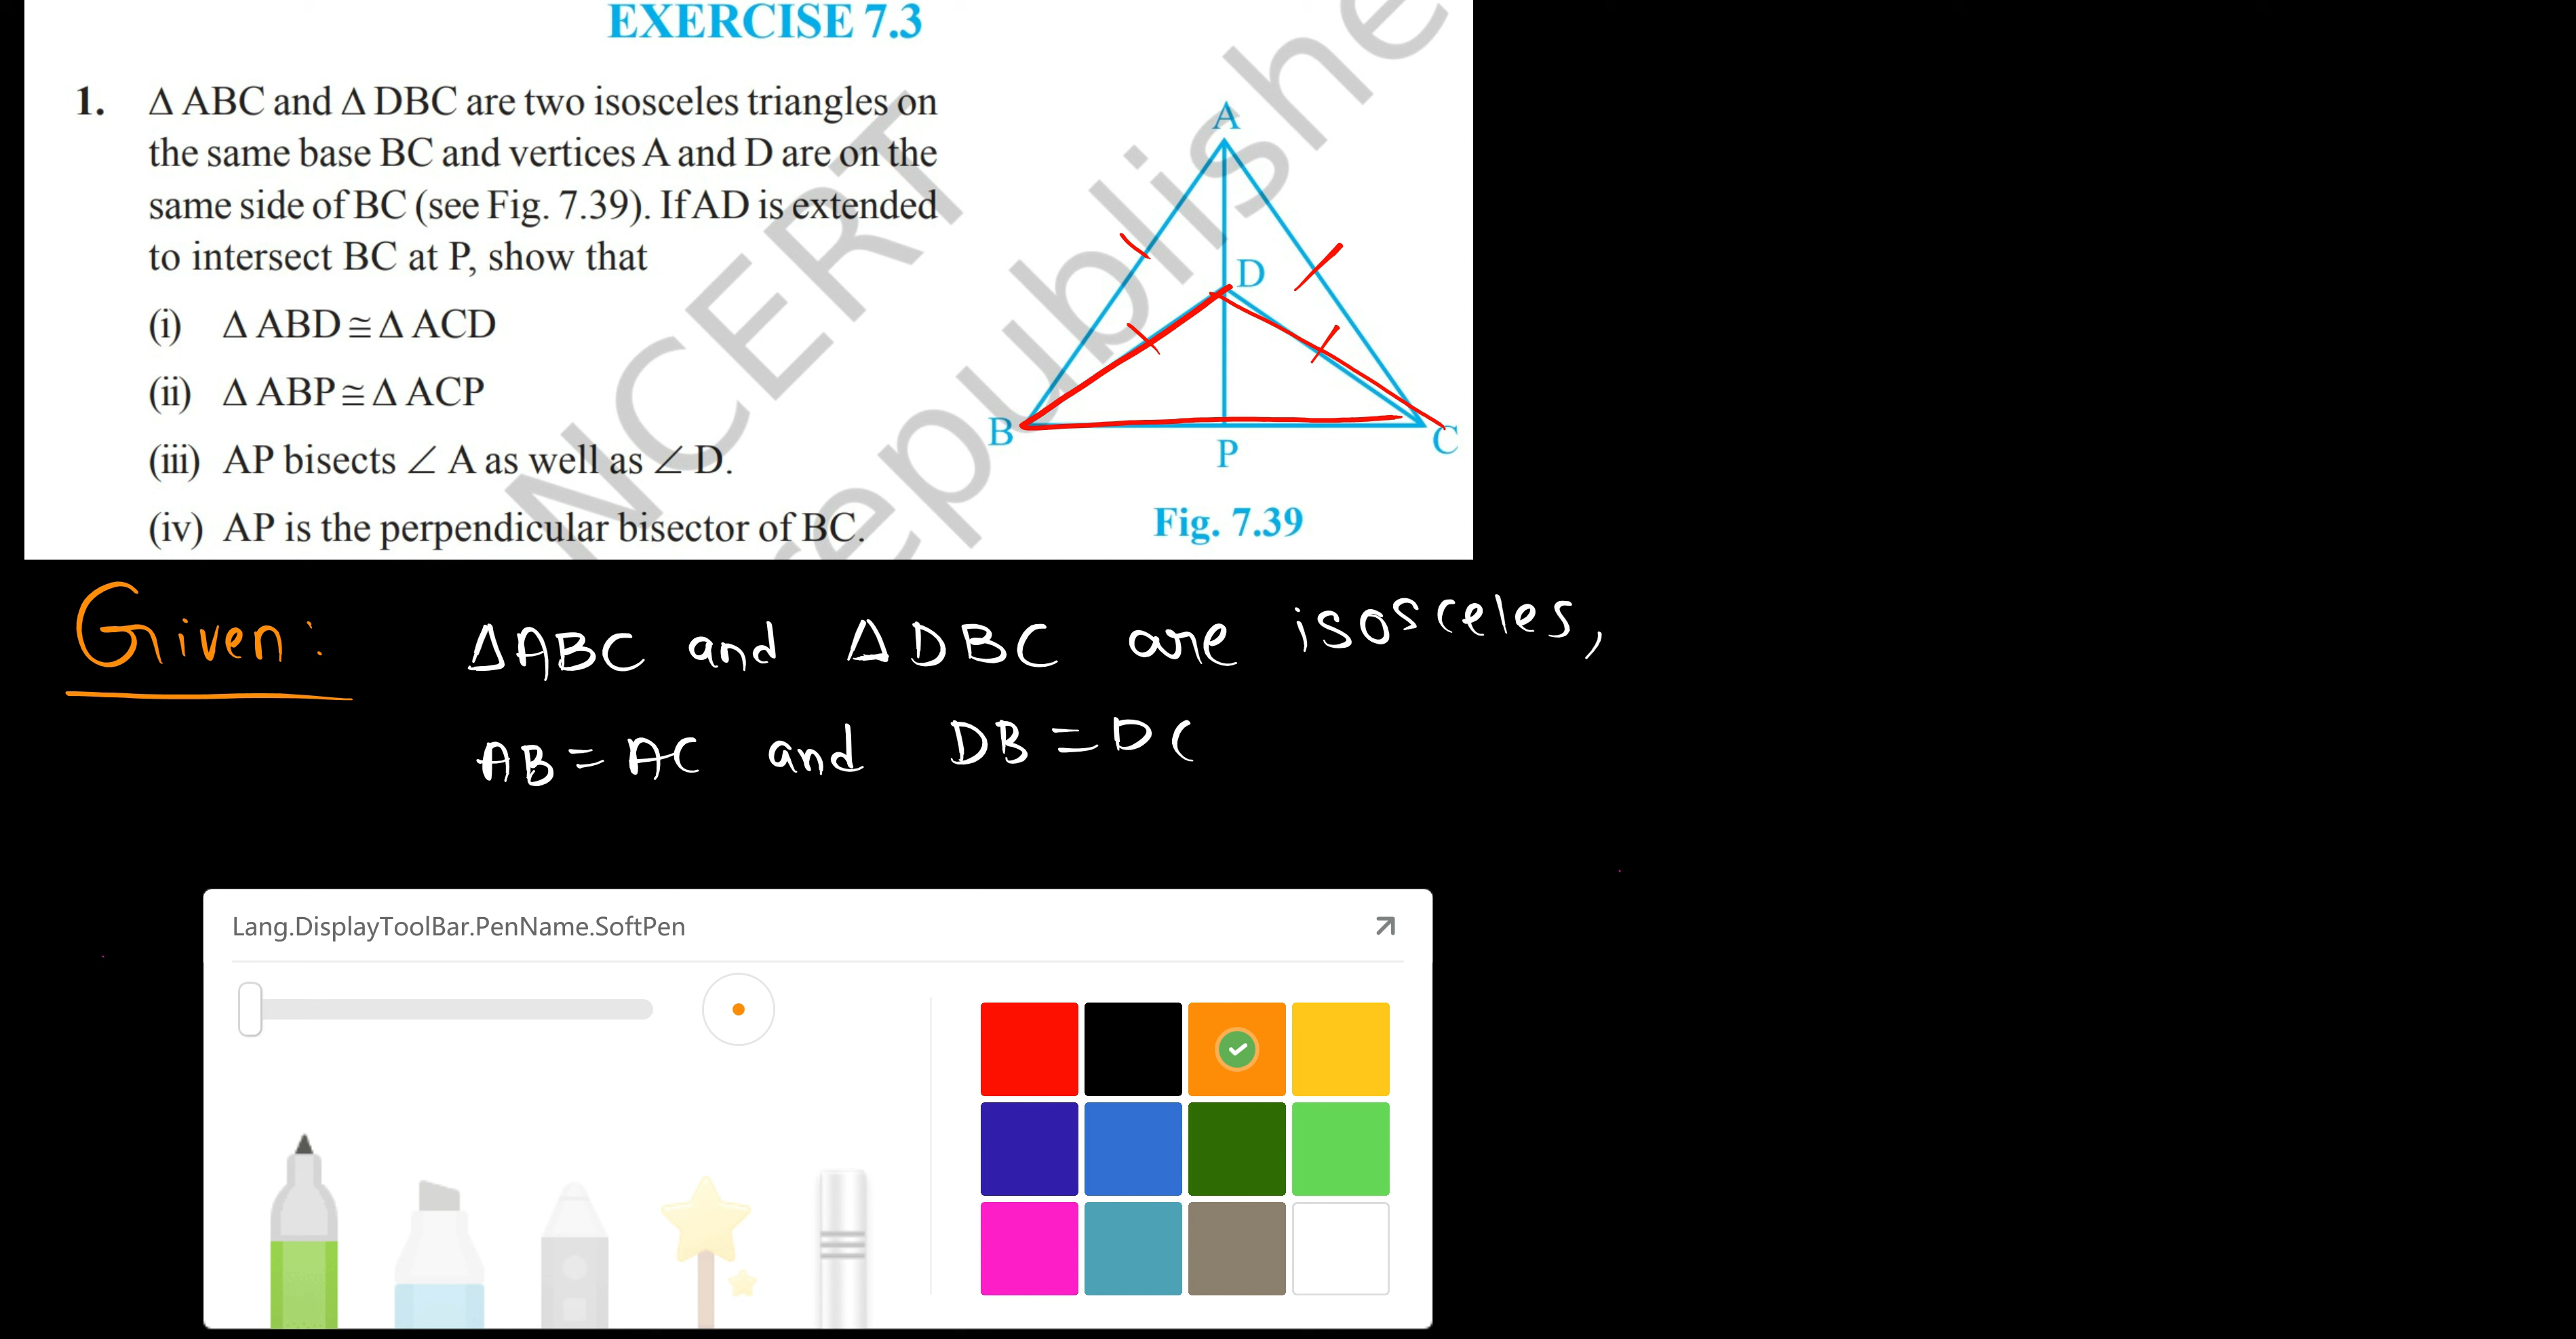 EXERCISE 7.3
1. Δ ABC and Δ DBC are two isosceles triangles on
the same base BC and vertices A and D are on the
same side of BC (see Fig. 7.39). If AD is extended
to intersect BC at P, show that
(i) Δ ABD ≅ Δ ACD
(ii) Δ ABP ≅ Δ ACP
(iii) AP bisects ∠ A as well as ∠ D.
(iv) AP is the perpendicular bisector of BC.
A
D
B
P
C
Fig. 7.39
NCERT
republishe
Given: ΔABC and ΔDBC are isosceles,
AB = AC and DB = DC
Lang.DisplayToolBar.PenName.SoftPen